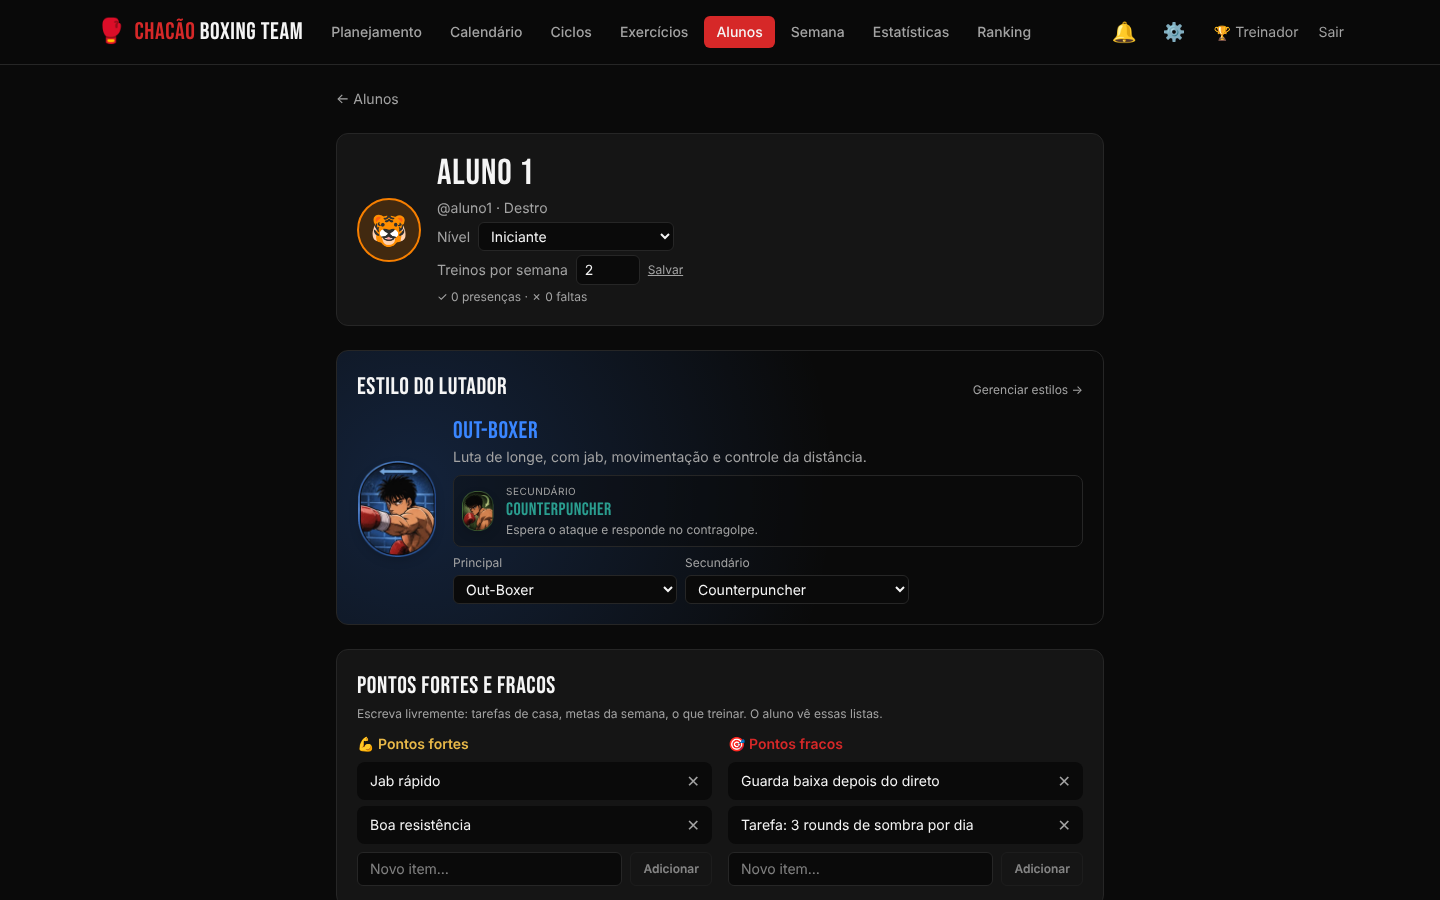 CHACÃO BOXING TEAM
Planejamento
Calendário
Ciclos
Exercícios
Alunos
Semana
Estatísticas
Ranking
Treinador
Sair
← Alunos
ALUNO 1
@aluno1 · Destro
Nível Iniciante
Treinos por semana 2 Salvar
✓ 0 presenças · ✕ 0 faltas
ESTILO DO LUTADOR
Gerenciar estilos →
OUT-BOXER
Luta de longe, com jab, movimentação e controle da distância.
SECUNDÁRIO
COUNTERPUNCHER
Espera o ataque e responde no contragolpe.
Principal
Secundário
Out-Boxer
Counterpuncher
PONTOS FORTES E FRACOS
Escreva livremente: tarefas de casa, metas da semana, o que treinar. O aluno vê essas listas.
💪 Pontos fortes
Jab rápido ✕
Boa resistência ✕
Novo item... Adicionar
🎯 Pontos fracos
Guarda baixa depois do direto ✕
Tarefa: 3 rounds de sombra por dia ✕
Novo item... Adicionar